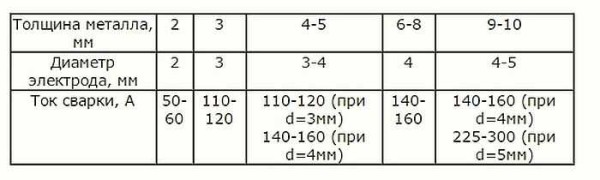 Толщина металла, мм 2 3 4-5 6-8 9-10
Диаметр электрода, мм 2 3 3-4 4 4-5
Ток сварки, А 50-60 110-120 110-120 (при d=3мм) 140-160 (при d=4мм) 140-160 140-160 (при d=4мм) 225-300 (при d=5мм)